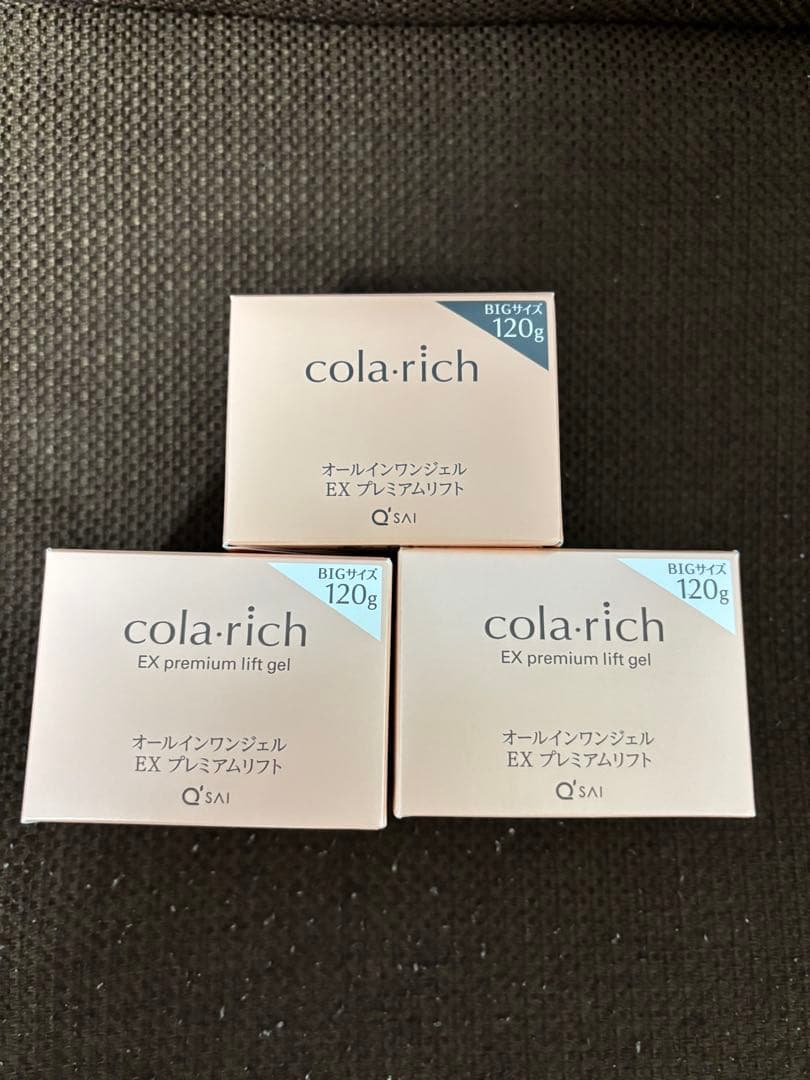 BIGサイズ
120g
cola·rich
オールインワンジェル
EX プレミアムリフト
Q'SAI
BIGサイズ
120g
cola·rich
EX premium lift gel
オールインワンジェル
EX プレミアムリフト
Q'SAI
BIGサイズ
120g
cola·rich
EX premium lift gel
オールインワンジェル
EX プレミアムリフト
Q'SAI